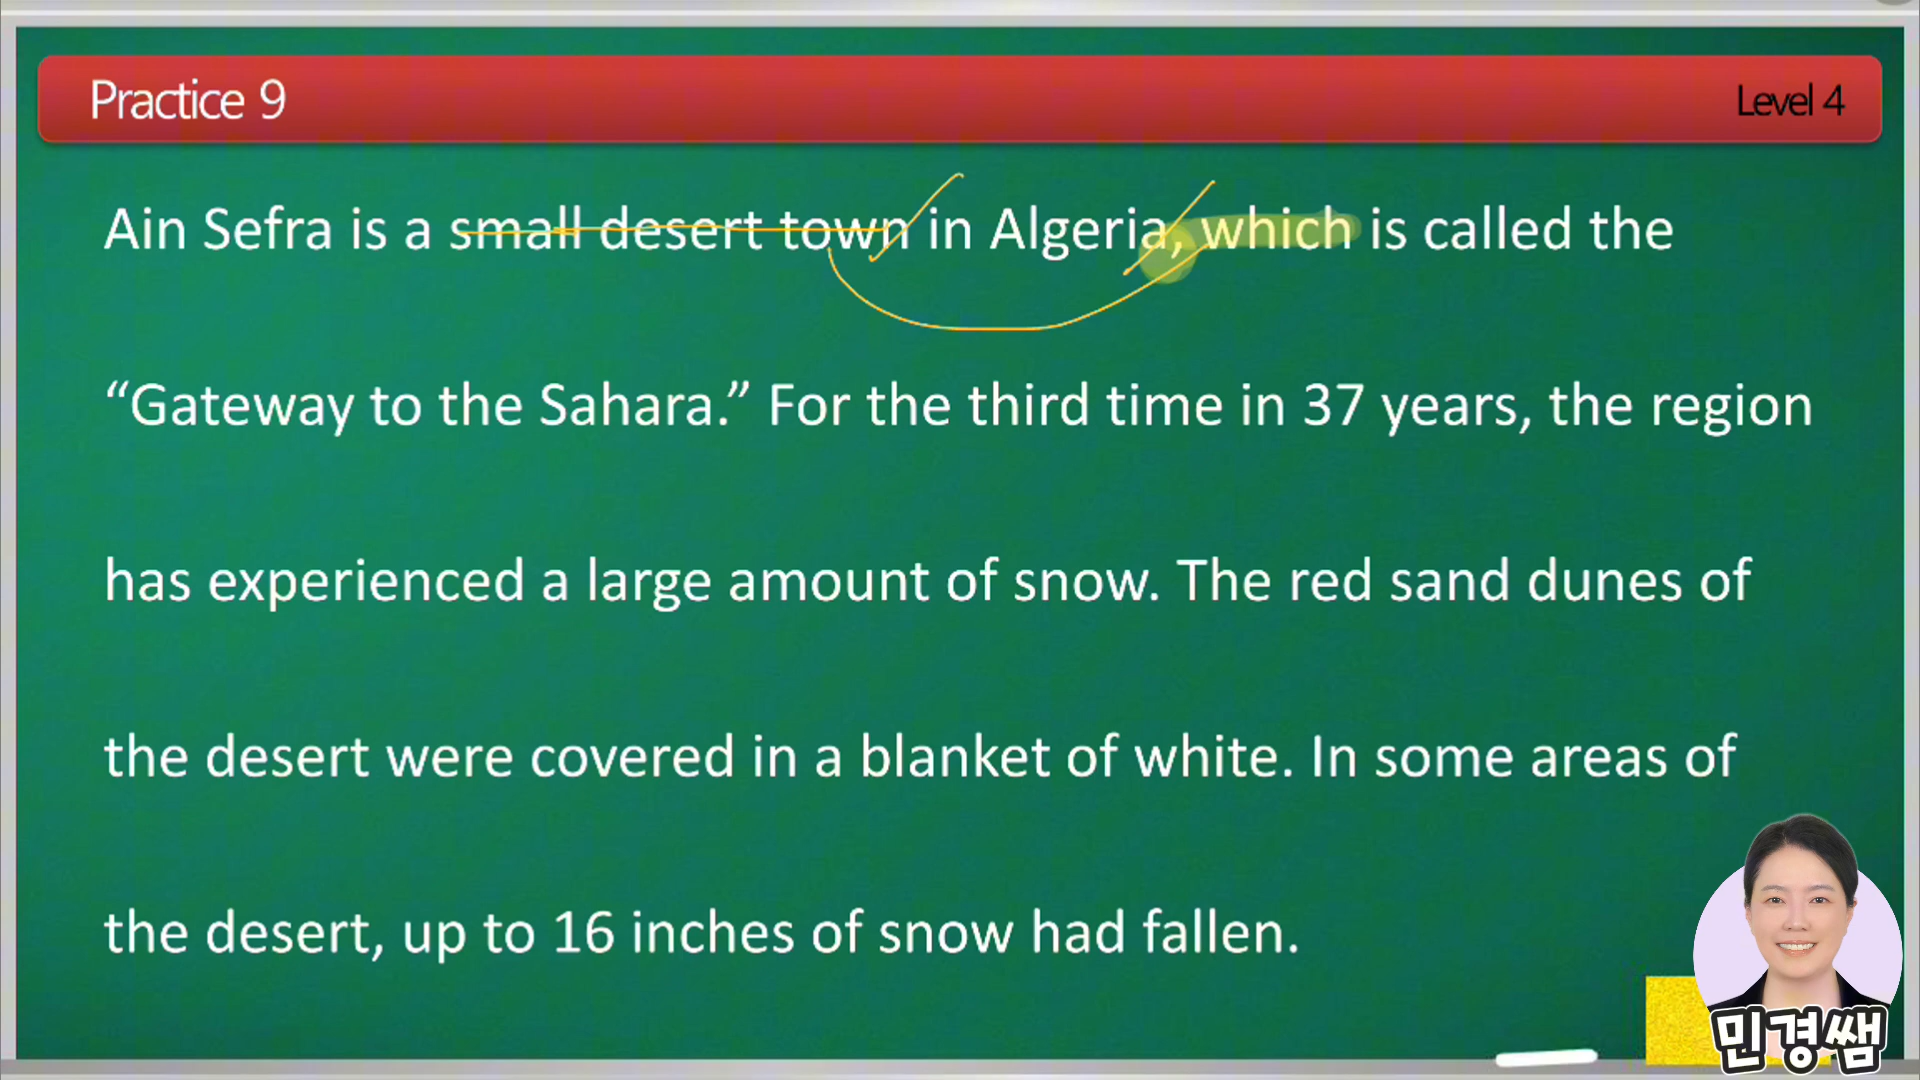 Practice 9
Level 4
Ain Sefra is a small desert town in Algeria, which is called the
“Gateway to the Sahara.” For the third time in 37 years, the region
has experienced a large amount of snow. The red sand dunes of
the desert were covered in a blanket of white. In some areas of
the desert, up to 16 inches of snow had fallen.
민경쌤